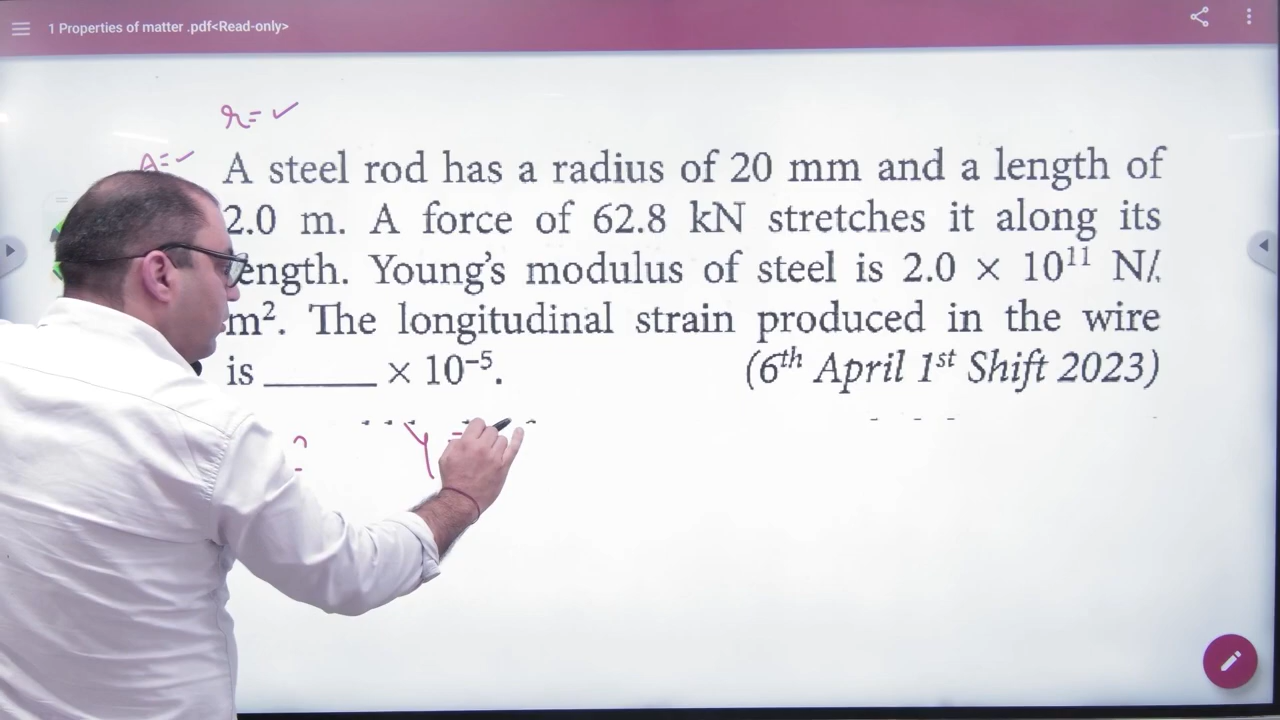 1 Properties of matter .pdf<Read-only>
r= ✓
A= ✓
A steel rod has a radius of 20 mm and a length of
2.0 m. A force of 62.8 kN stretches it along its
length. Young's modulus of steel is 2.0 × 10¹¹ N/
m². The longitudinal strain produced in the wire
is ______ × 10⁻⁵. (6th April 1st Shift 2023)
? Y =